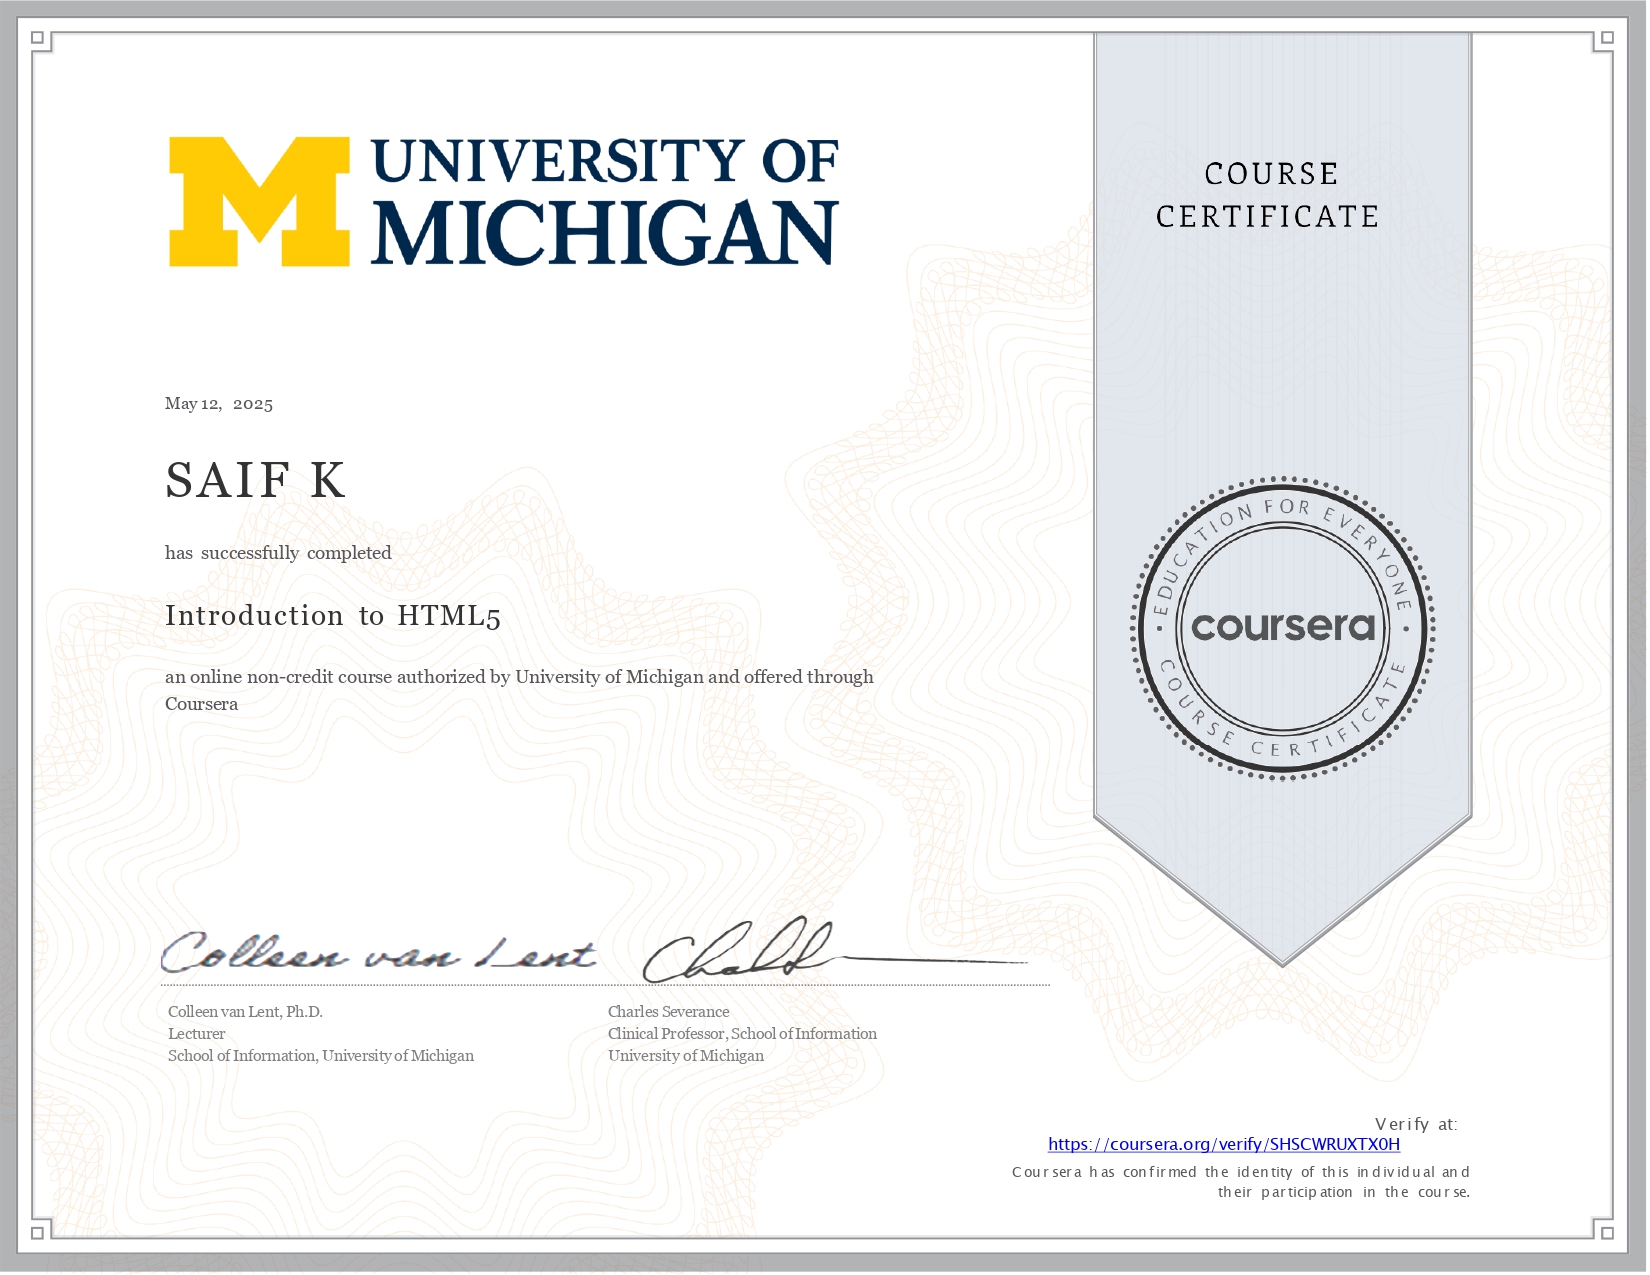 UNIVERSITY OF
MICHIGAN
COURSE
CERTIFICATE
May 12, 2025
SAIF K
has successfully completed
Introduction to HTML5
an online non-credit course authorized by University of Michigan and offered through
Coursera
EDUCATION FOR EVERYONE
coursera
COURSE CERTIFICATE
Colleen van Lent
Colleen van Lent, Ph.D.
Lecturer
School of Information, University of Michigan
Charles Severance
Clinical Professor, School of Information
University of Michigan
Verify at:
https://coursera.org/verify/SHSCWRUXTX0H
Coursera has confirmed the identity of this individual and
their participation in the course.